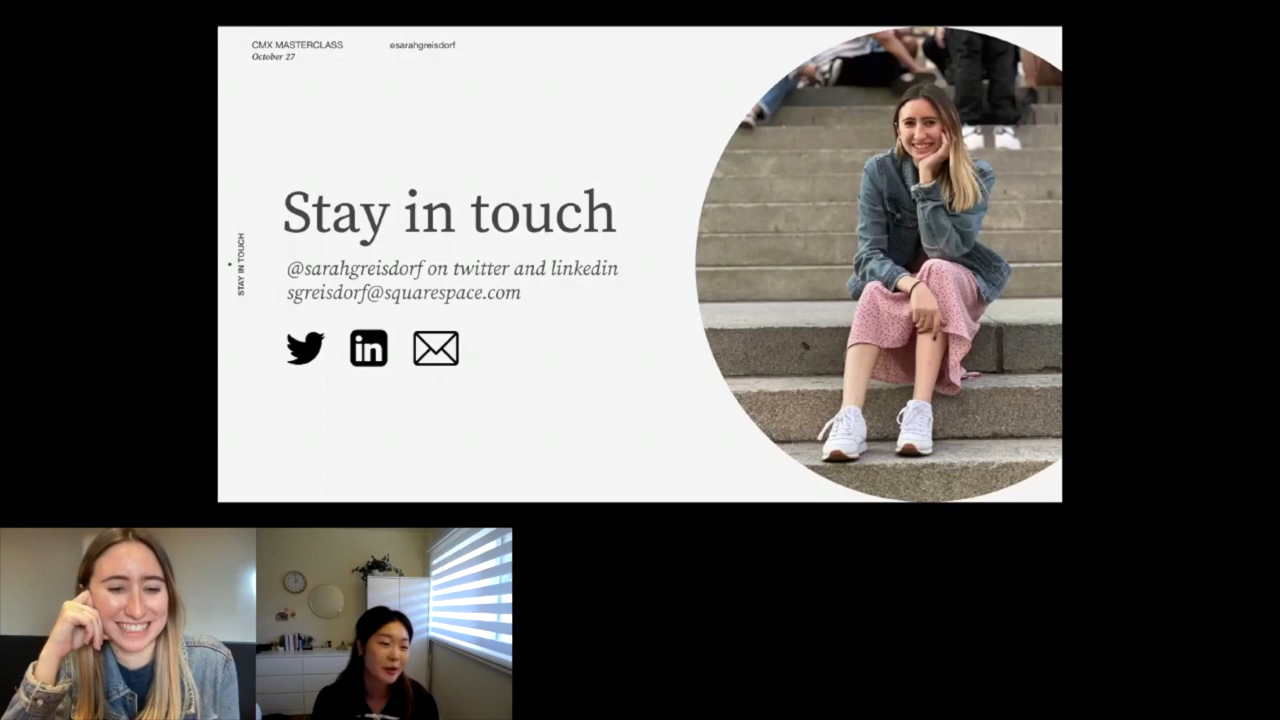 CMX MASTERCLASS
@sarahgreisdorf
October 27
STAY IN TOUCH
Stay in touch
@sarahgreisdorf on twitter and linkedin
sgreisdorf@squarespace.com
in